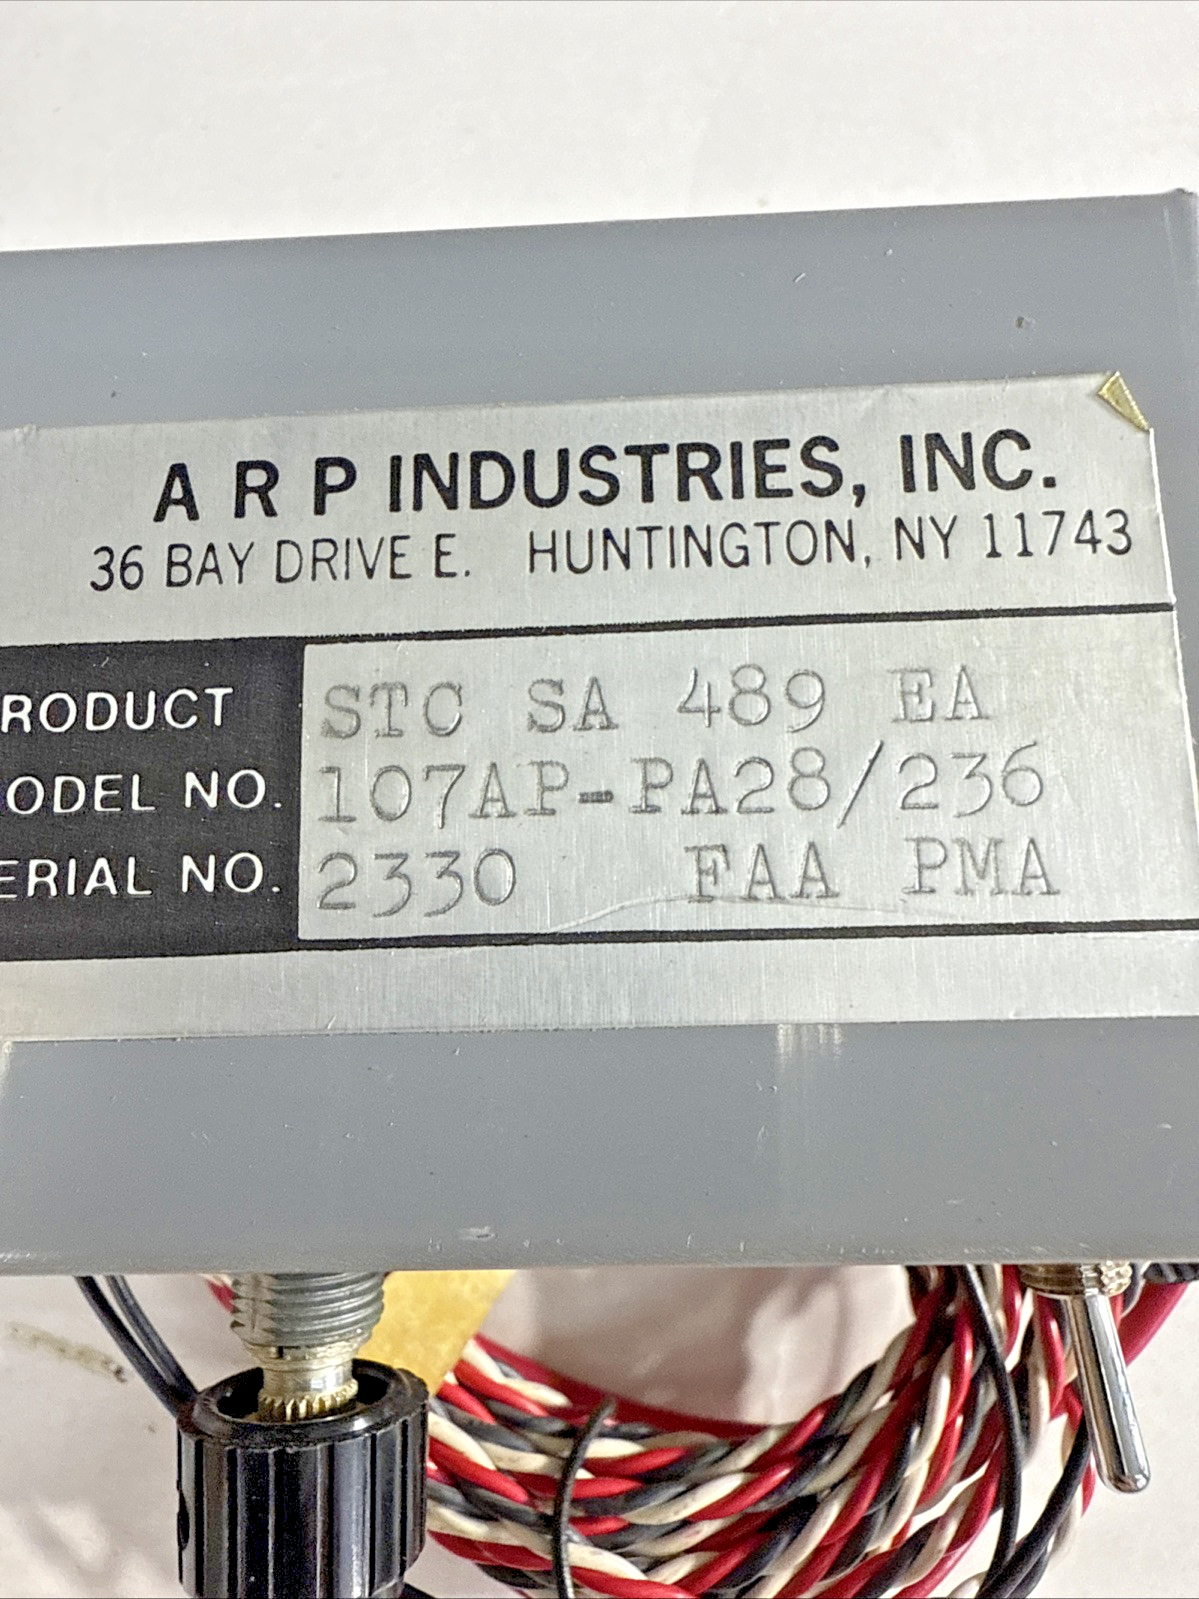 A R P INDUSTRIES, INC.
36 BAY DRIVE E. HUNTINGTON, NY 11743
RODUCT STC SA 489 EA
ODEL NO. 107AP-PA28/236
ERIAL NO. 2330 FAA PMA